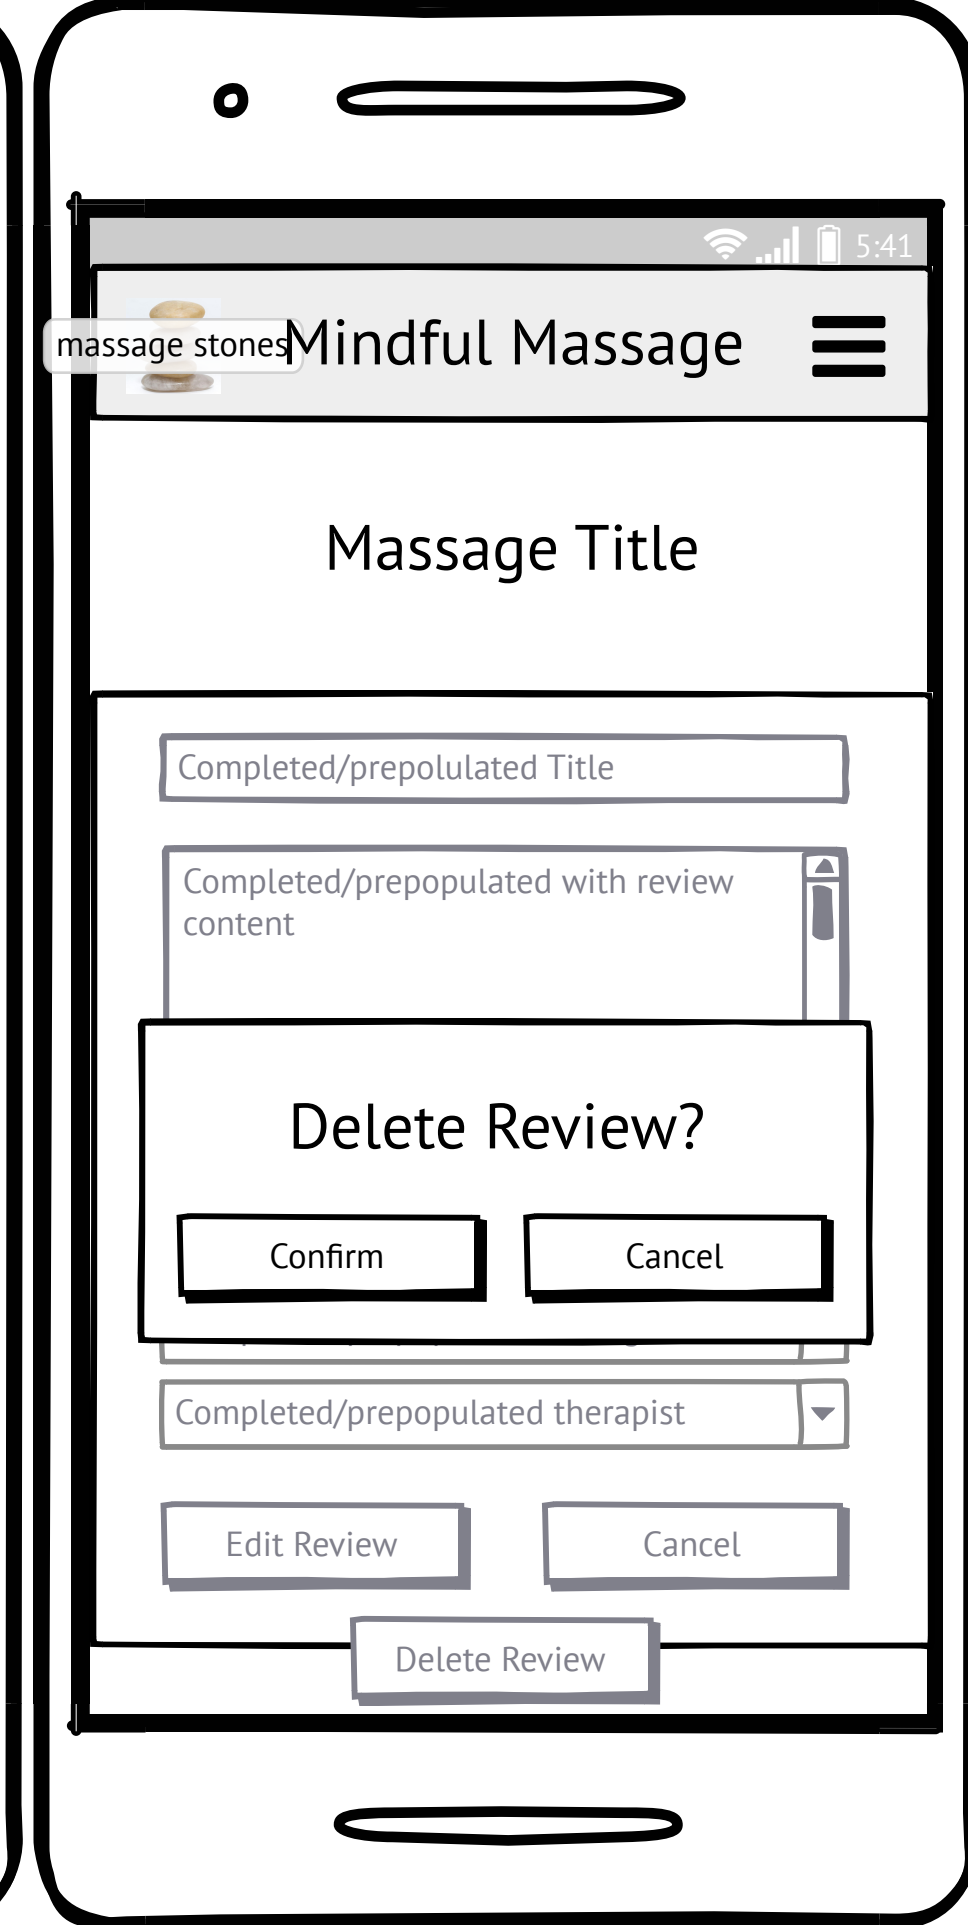 5:41
massage stones
Mindful Massage
Massage Title
Completed/prepolulated Title
Completed/prepopulated with review
content
Delete Review?
Confirm
Cancel
Completed/prepopulated therapist
Edit Review
Cancel
Delete Review